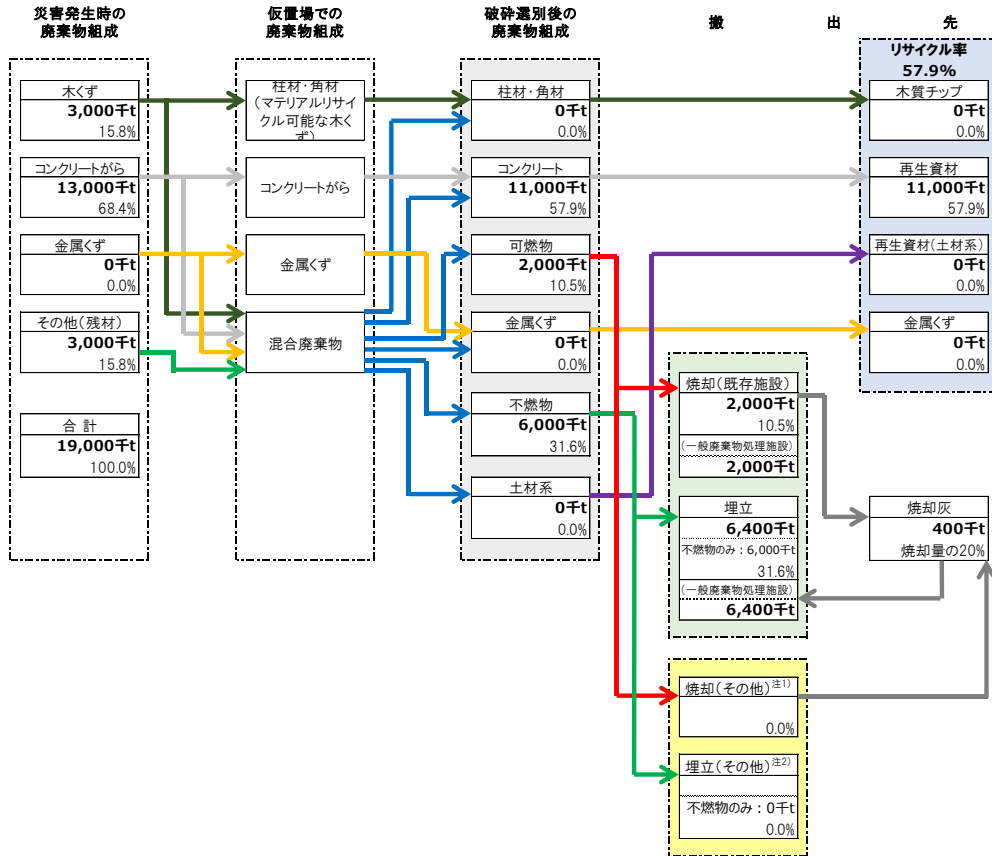 災害発生時の
廃棄物組成
仮置場での
廃棄物組成
破砕選別後の
廃棄物組成
搬 出 先
木くず
3,000千t
15.8%
コンクリートがら
13,000千t
68.4%
金属くず
0千t
0.0%
その他(残材)
3,000千t
15.8%
合 計
19,000千t
100.0%
柱材・角材
(マテリアルリサイ
クル可能な木く
ず)
コンクリートがら
金属くず
混合廃棄物
柱材・角材
0千t
0.0%
コンクリート
11,000千t
57.9%
可燃物
2,000千t
10.5%
金属くず
0千t
0.0%
不燃物
6,000千t
31.6%
土材系
0千t
0.0%
リサイクル率
57.9%
木質チップ
0千t
0.0%
再生資材
11,000千t
57.9%
再生資材(土材系)
0千t
0.0%
金属くず
0千t
0.0%
焼却(既存施設)
2,000千t
10.5%
(一般廃棄物処理施設)
2,000千t
埋立
6,400千t
不燃物のみ:6,000千t
31.6%
(一般廃棄物処理施設)
6,400千t
焼却灰
400千t
焼却量の20%
焼却(その他)注1)
0.0%
埋立(その他)注2)
不燃物のみ:0千t
0.0%